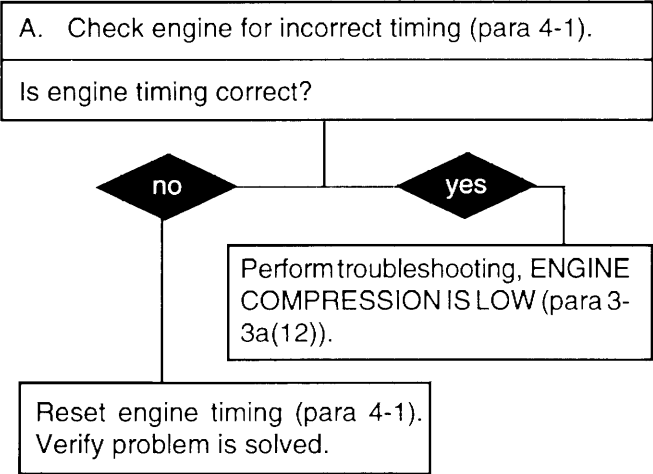 A. Check engine for incorrect timing (para 4-1).
Is engine timing correct?
no
yes
Perform troubleshooting, ENGINE
COMPRESSION IS LOW (para 3-
3a(12)).
Reset engine timing (para 4-1).
Verify problem is solved.